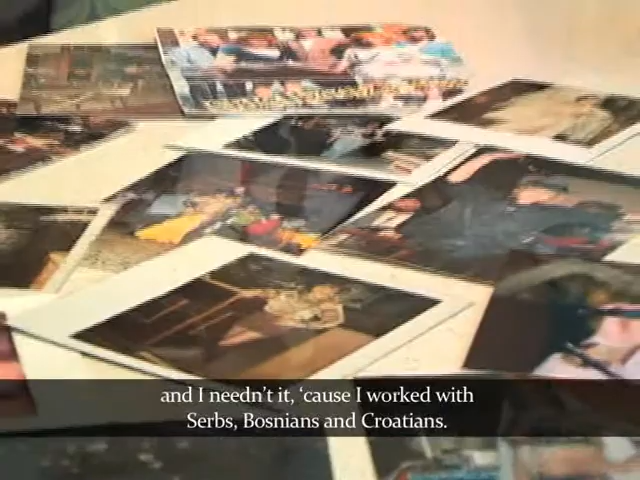 and I needn't it, ‘cause I worked with
Serbs, Bosnians and Croatians.